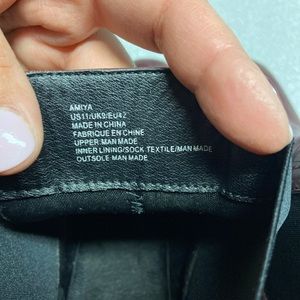 AMIYA
US11/UK9/EU42
MADE IN CHINA
FABRIQUE EN CHINE
UPPER MAN MADE
INNER LINING/SOCK TEXTILE/MAN MADE
OUTSOLE MAN MADE